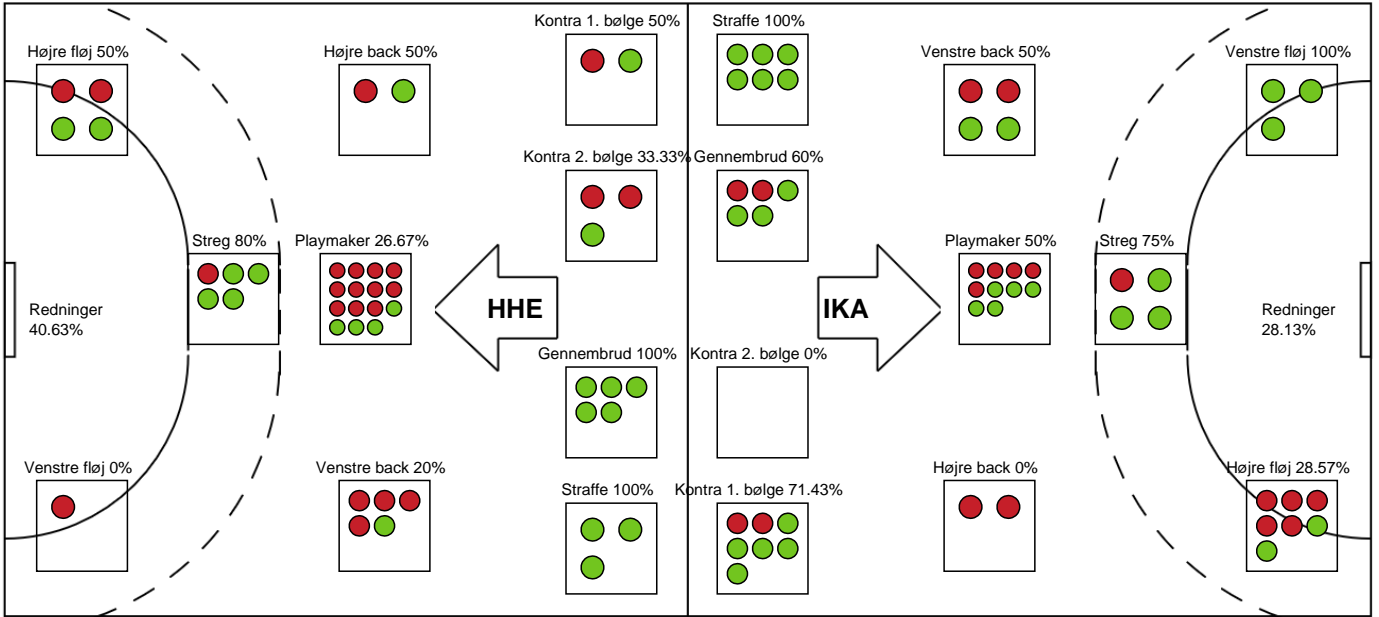 Kontra 1. bølge 50%
Straffe 100%
Højre fløj 50%
Højre back 50%
Venstre back 50%
Venstre fløj 100%
Kontra 2. bølge 33.33%
Gennembrud 60%
Streg 80%
Playmaker 26.67%
Playmaker 50%
Streg 75%
Redninger
40.63%
HHE
IKA
Redninger
28.13%
Gennembrud 100%
Kontra 2. bølge 0%
Venstre fløj 0%
Venstre back 20%
Straffe 100%
Kontra 1. bølge 71.43%
Højre back 0%
Højre fløj 28.57%